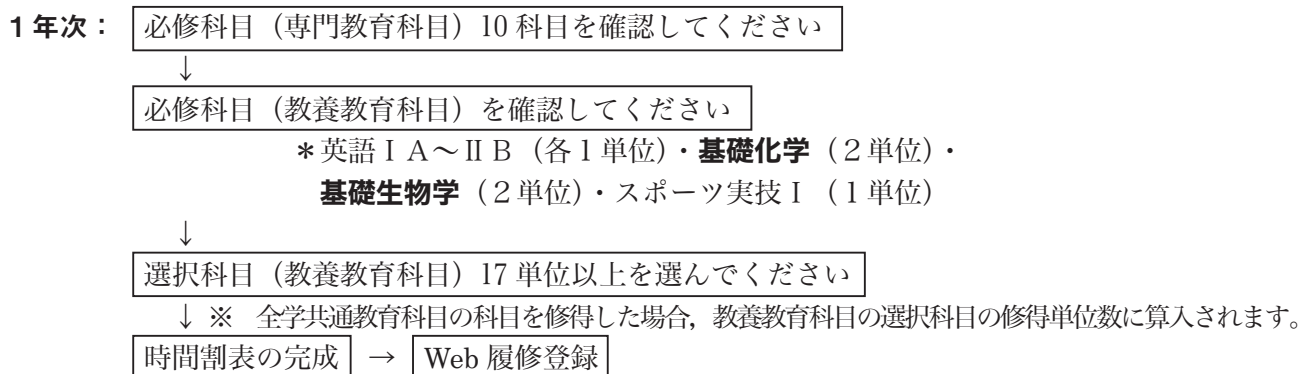 1年次： 必修科目（専門教育科目）10科目を確認してください
↓
必修科目（教養教育科目）を確認してください
＊英語ⅠA～ⅡB（各1単位）・基礎化学（2単位）・
基礎生物学（2単位）・スポーツ実技Ⅰ（1単位）
↓
選択科目（教養教育科目）17単位以上を選んでください
↓ ※　全学共通教育科目の科目を修得した場合，教養教育科目の選択科目の修得単位数に算入されます。
時間割表の完成 → Web 履修登録